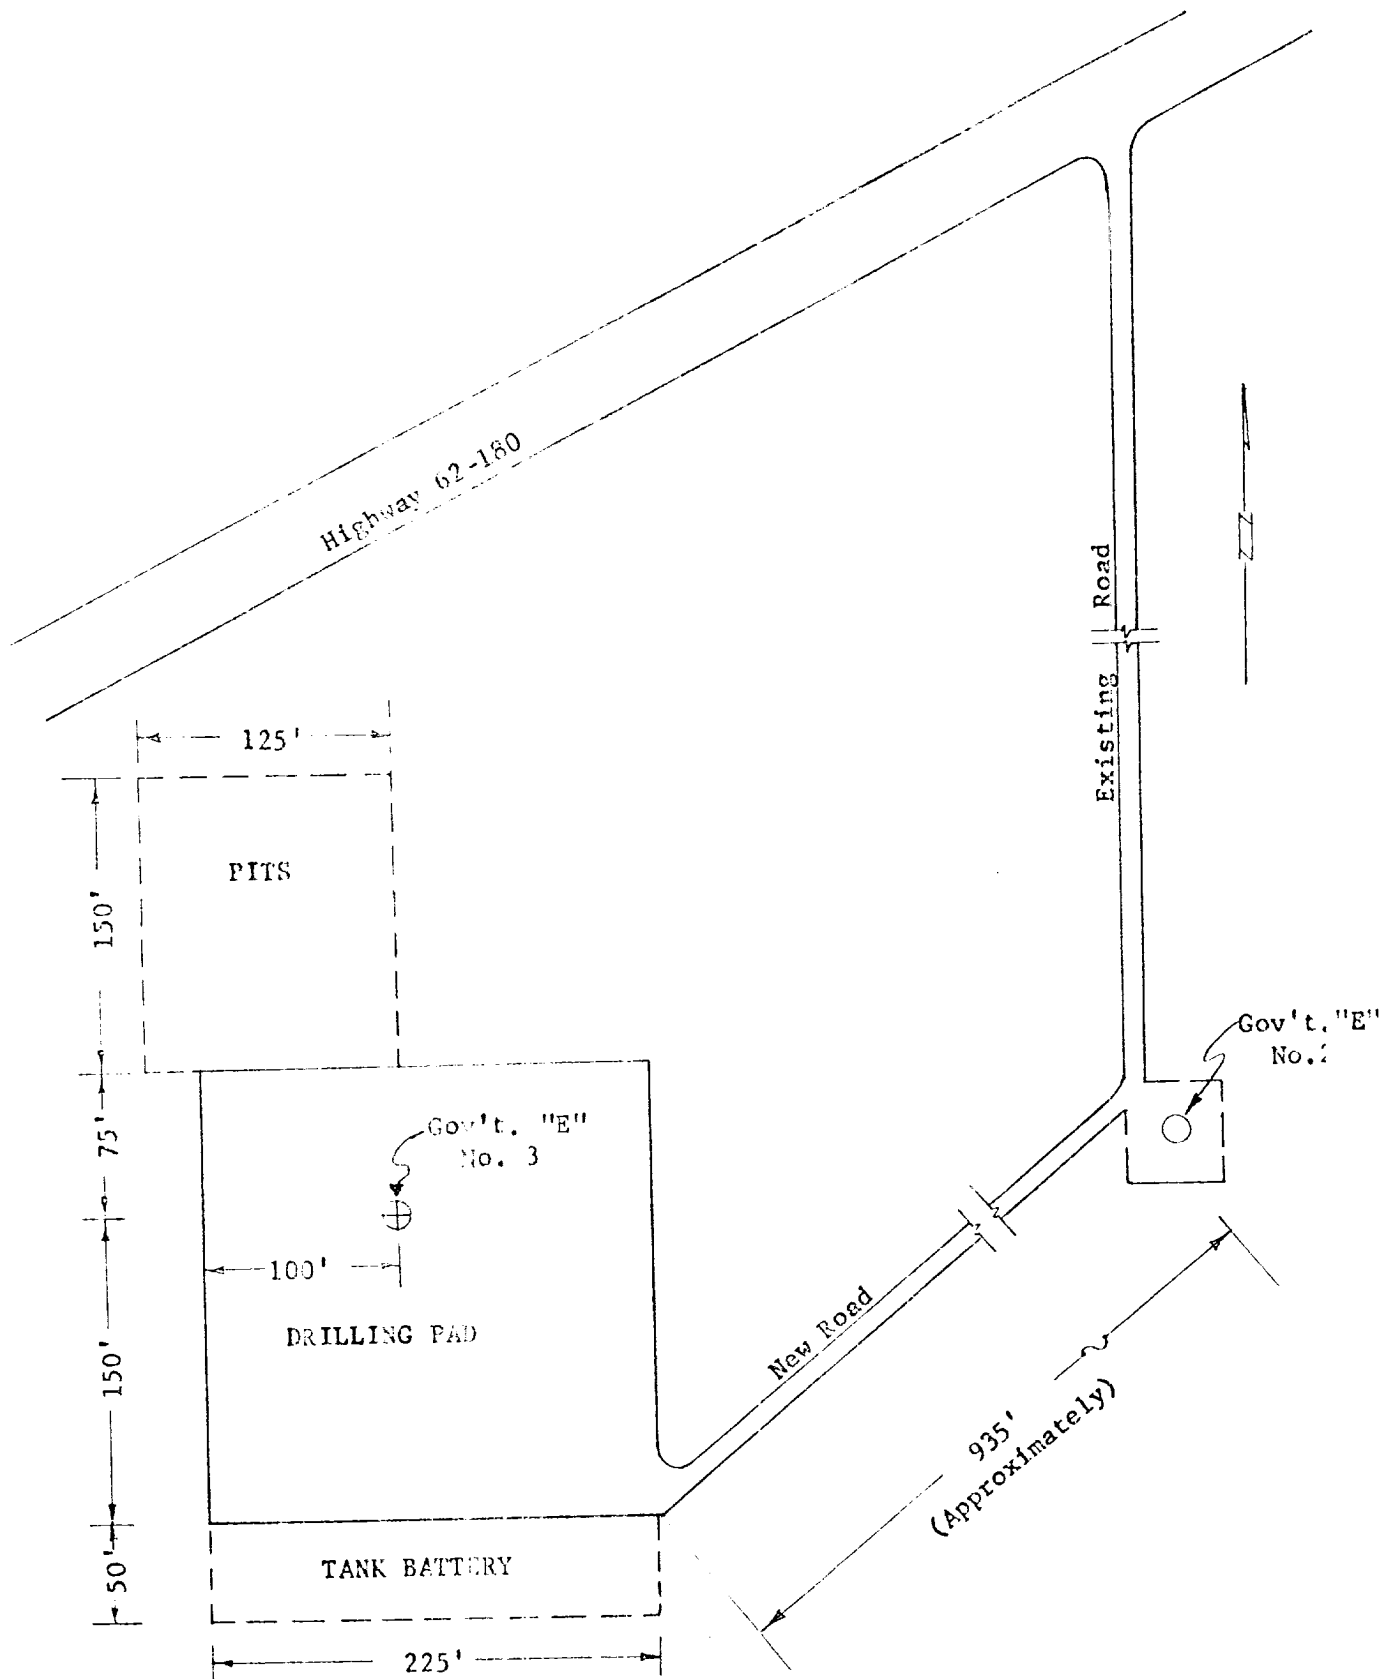 Highway 62-180
Existing Road
N
125'
PITS
150'
75'
150'
50'
Gov't. "E"
No. 3
100'
DRILLING PAD
TANK BATTERY
225'
New Road
935'
(Approximately)
Gov't. "E"
No.